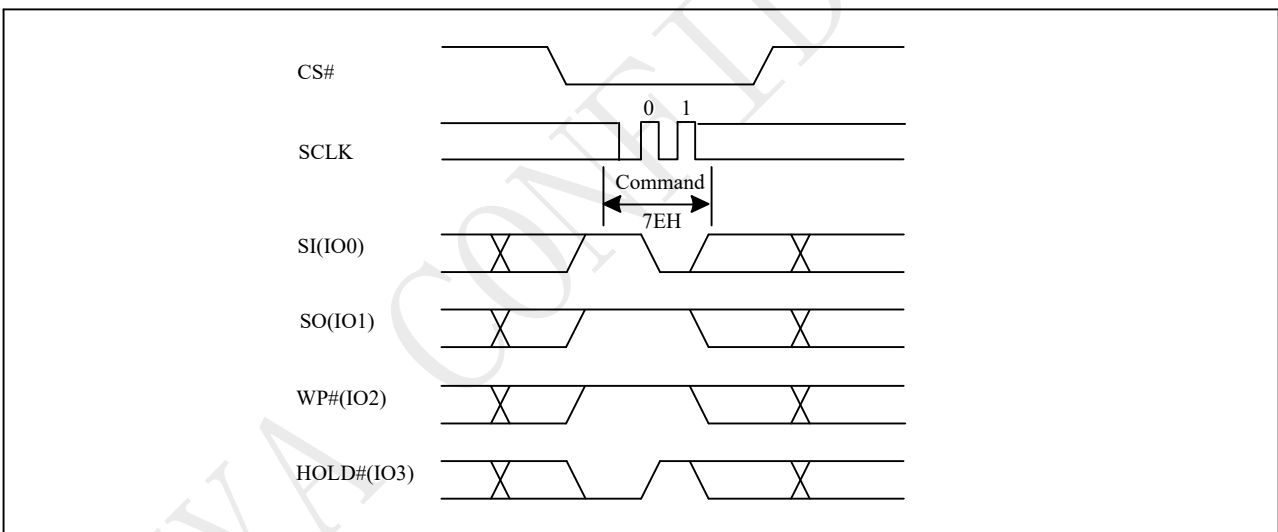 CS#
0 1
SCLK
Command
7EH
SI(IO0)
SO(IO1)
WP#(IO2)
HOLD#(IO3)